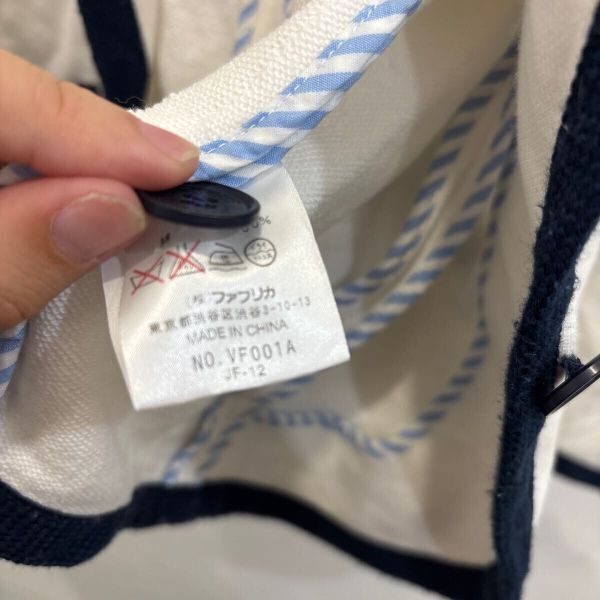 (株)ファブリカ
東京都渋谷区渋谷3-10-13
MADE IN CHINA
NO.VF001A
JF-12